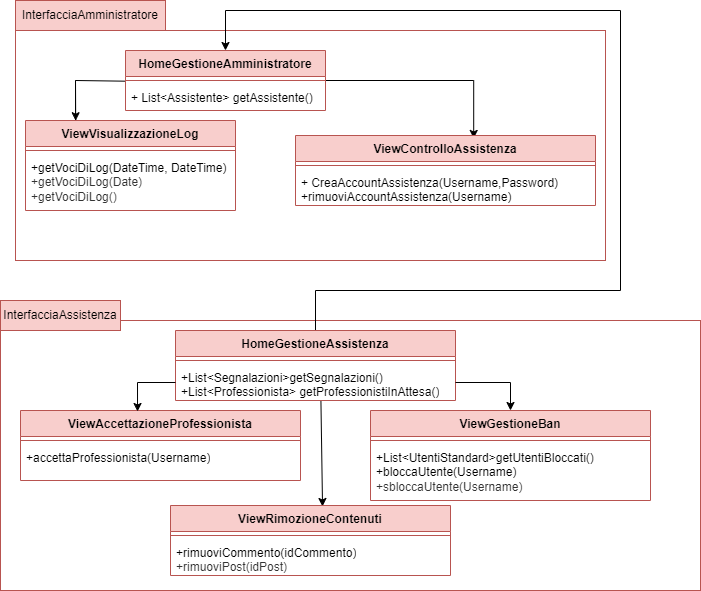 InterfacciaAmministratore
HomeGestioneAmministratore
+ List<Assistente> getAssistente()
ViewVisualizzazioneLog
+getVociDiLog(DateTime, DateTime)
+getVociDiLog(Date)
+getVociDiLog()
ViewControlloAssistenza
+ CreaAccountAssistenza(Username,Password)
+rimuoviAccountAssistenza(Username)
InterfacciaAssistenza
HomeGestioneAssistenza
+List<Segnalazioni>getSegnalazioni()
+List<Professionista> getProfessionistiInAttesa()
ViewAccettazioneProfessionista
+accettaProfessionista(Username)
ViewGestioneBan
+List<UtentiStandard>getUtentiBloccati()
+bloccaUtente(Username)
+sbloccaUtente(Username)
ViewRimozioneContenuti
+rimuoviCommento(idCommento)
+rimuoviPost(idPost)